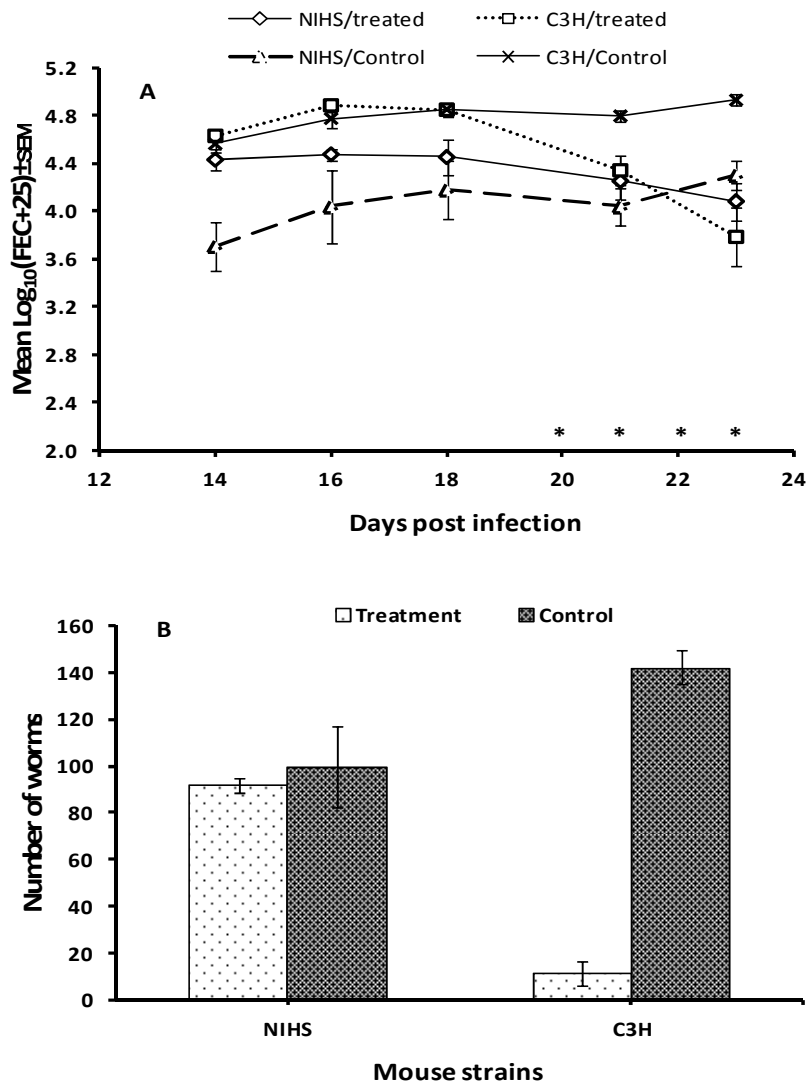 NIHS/treated C3H/treated
NIHS/Control C3H/Control
A
5.2
4.8
4.4
4.0
3.6
3.2
2.8
2.4
2.0
* * * *
12 14 16 18 20 22 24
Mean Log10(FEC+25)±SEM
Days post infection
B
Treatment Control
160
140
120
100
80
60
40
20
0
NIHS C3H
Number of worms
Mouse strains